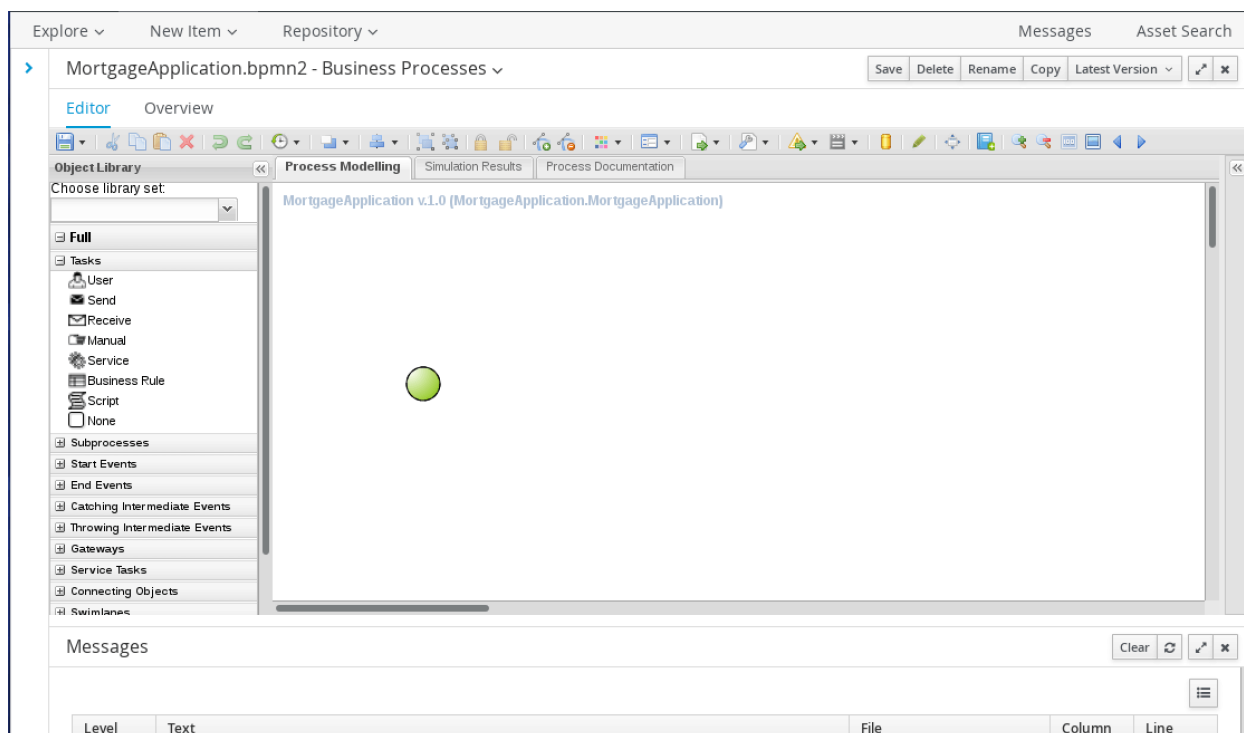 Explore New Item Repository Messages Asset Search
MortgageApplication.bpmn2 - Business Processes Save Delete Rename Copy Latest Version
Editor Overview
Object Library Process Modelling Simulation Results Process Documentation
Choose library set:
MortgageApplication v.1.0 (MortgageApplication.MortgageApplication)
Full
Tasks
User
Send
Receive
Manual
Service
Business Rule
Script
None
Subprocesses
Start Events
End Events
Catching Intermediate Events
Throwing Intermediate Events
Gateways
Service Tasks
Connecting Objects
Swimlanes
Messages Clear
Level Text File Column Line